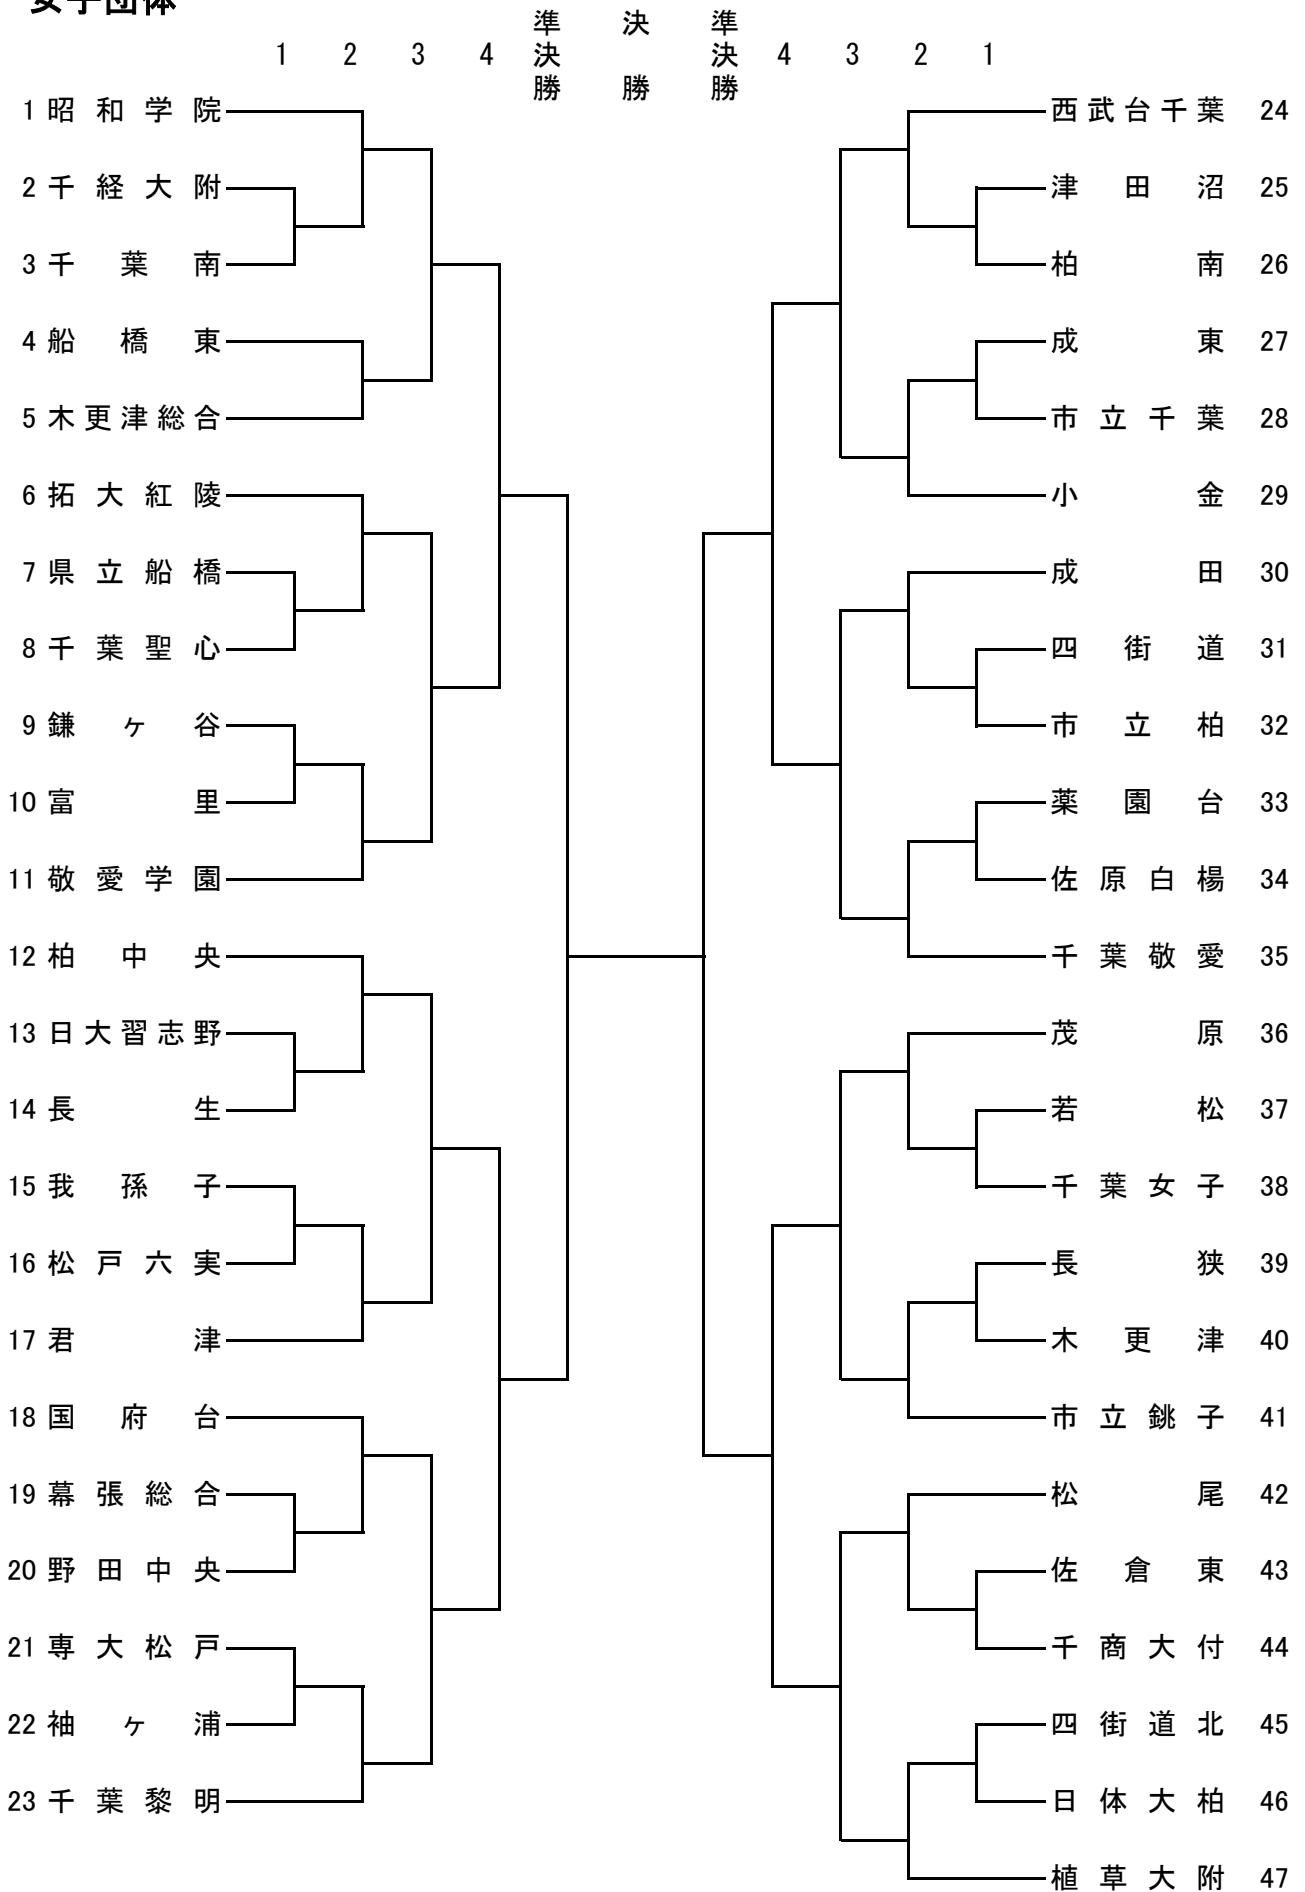 女子団体
1 2 3 4 準決勝 決勝 準決勝 4 3 2 1
1 昭和学院 西武台千葉 24
2 千経大附 津田沼 25
3 千葉南 柏南 26
4 船橋東 成東 27
5 木更津総合 市立千葉 28
6 拓大紅陵 小金 29
7 県立船橋 成田 30
8 千葉聖心 四街道 31
9 鎌ヶ谷 市立柏 32
10 富里 薬園台 33
11 敬愛学園 佐原白楊 34
12 柏中央 千葉敬愛 35
13 日大習志野 茂原 36
14 長生 若松 37
15 我孫子 千葉女子 38
16 松戸六実 長狭 39
17 君津 木更津 40
18 国府台 市立銚子 41
19 幕張総合 松尾 42
20 野田中央 佐倉東 43
21 専大松戸 千商大付 44
22 袖ヶ浦 四街道北 45
23 千葉黎明 日体大柏 46
植草大附 47